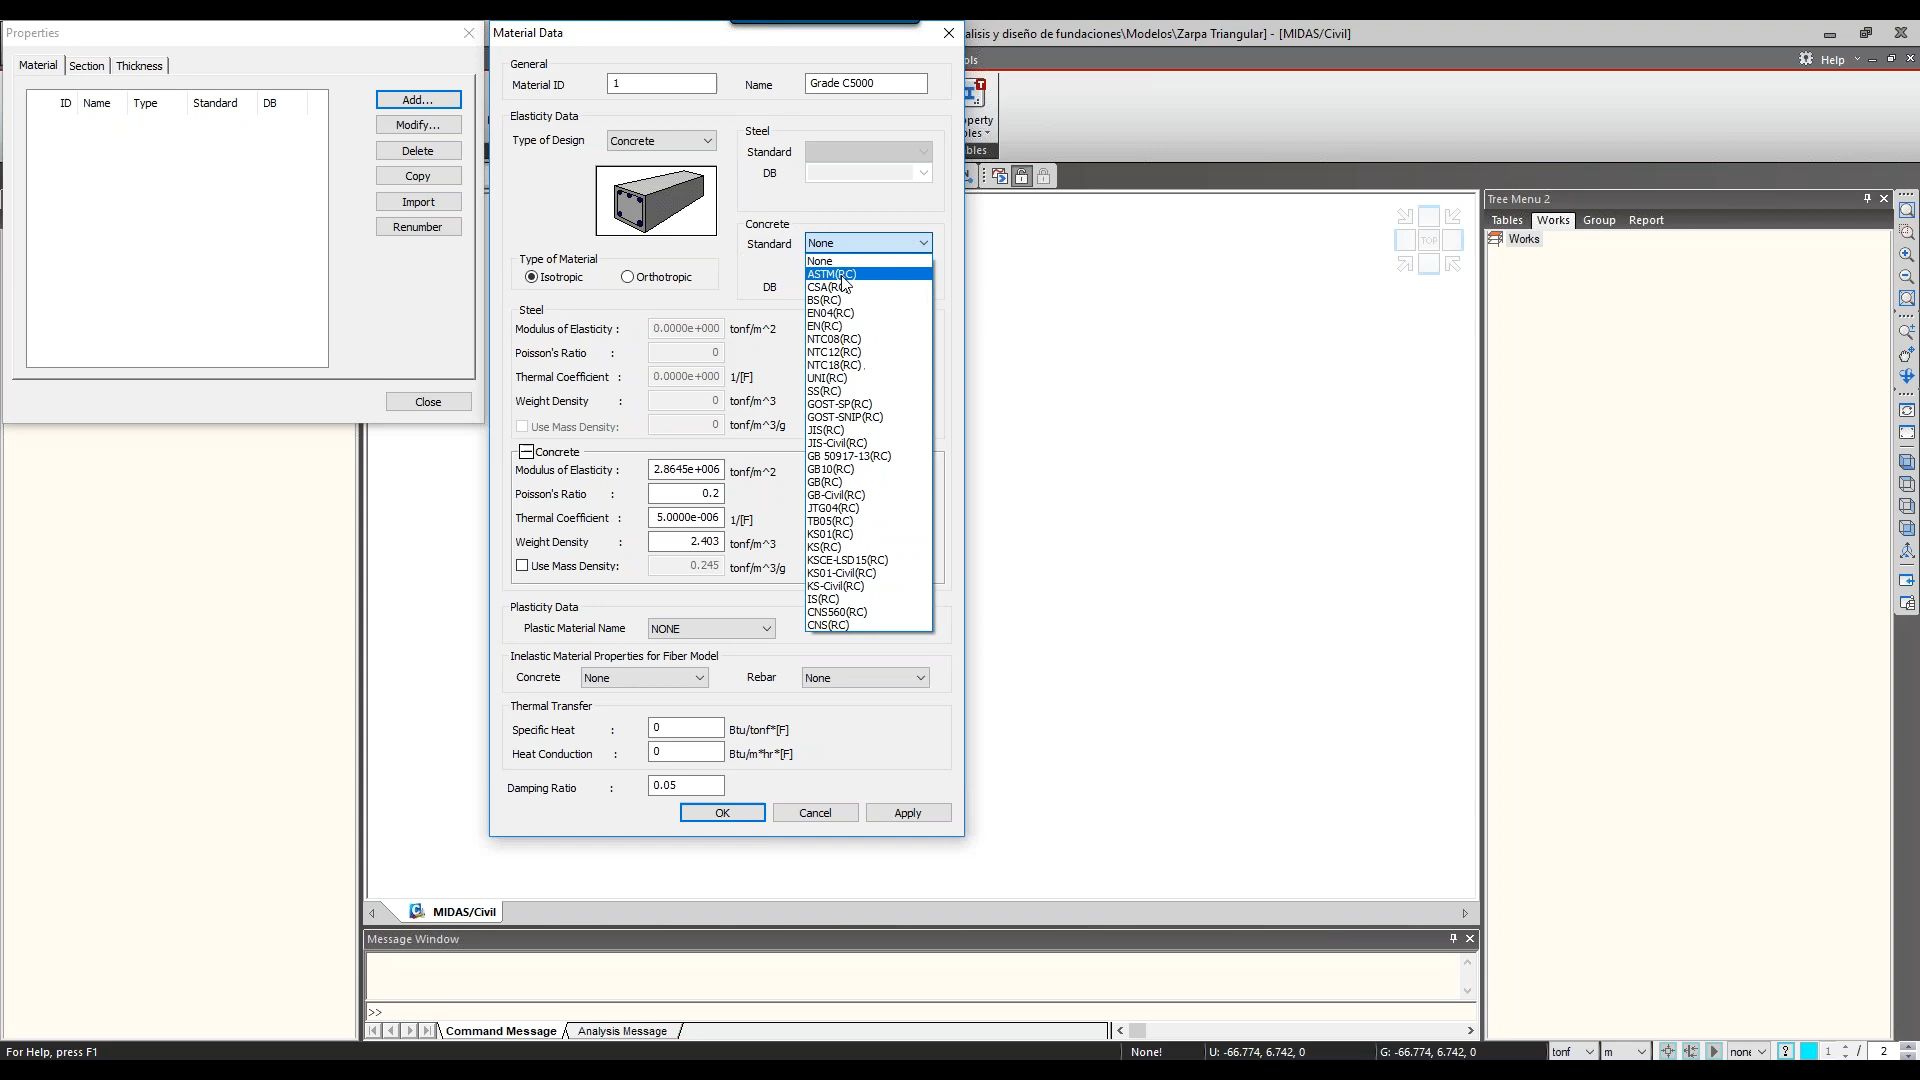 Properties
Material Section Thickness
ID Name Type Standard DB
Add...
Modify...
Delete
Copy
Import
Renumber
Close
Material Data
General
Material ID 1 Name Grade C5000
Elasticity Data
Type of Design Concrete
Steel
Standard
DB
Concrete
Standard None
DB
None
ASTM(RC)
BS(RC)
EN04(RC)
EN(RC)
NTC08(RC)
NTC12(RC)
NTC18(RC)
UNI(RC)
SS(RC)
GOST-SP(RC)
GOST-SNIP(RC)
JIS(RC)
JIS-Civil(RC)
GB 50917-13(RC)
GB10(RC)
GB(RC)
GB-Civil(RC)
JTG04(RC)
TB05(RC)
KS01(RC)
KS(RC)
KSCE-LSD15(RC)
KS01-Civil(RC)
KS-Civil(RC)
IS(RC)
CNS560(RC)
CNS(RC)
Type of Material
Isotropic Orthotropic
Steel
Modulus of Elasticity : 0.0000e+000 tonf/m^2
Poisson's Ratio : 0
Thermal Coefficient : 0.0000e+000 1/[F]
Weight Density : 0 tonf/m^3
Use Mass Density: 0 tonf/m^3/g
Concrete
Modulus of Elasticity : 2.8645e+006 tonf/m^2
Poisson's Ratio : 0.2
Thermal Coefficient : 5.0000e-006 1/[F]
Weight Density : 2.403 tonf/m^3
Use Mass Density: 0.245 tonf/m^3/g
Plasticity Data
Plastic Material Name NONE
Inelastic Material Properties for Fiber Model
Concrete None Rebar None
Thermal Transfer
Specific Heat : 0 Btu/tonf*[F]
Heat Conduction : 0 Btu/m*hr*[F]
Damping Ratio : 0.05
OK Cancel Apply
alisis y diseño de fundaciones\Modelos\Zarpa Triangular] - [MIDAS/Civil]
ols
Help
perty
les
bles
TOP
Tree Menu 2
Tables Works Group Report
Works
MIDAS/Civil
Message Window
>>
Command Message Analysis Message
For Help, press F1
None! U: -66.774, 6.742, 0 G: -66.774, 6.742, 0 tonf m none ? 1 / 2